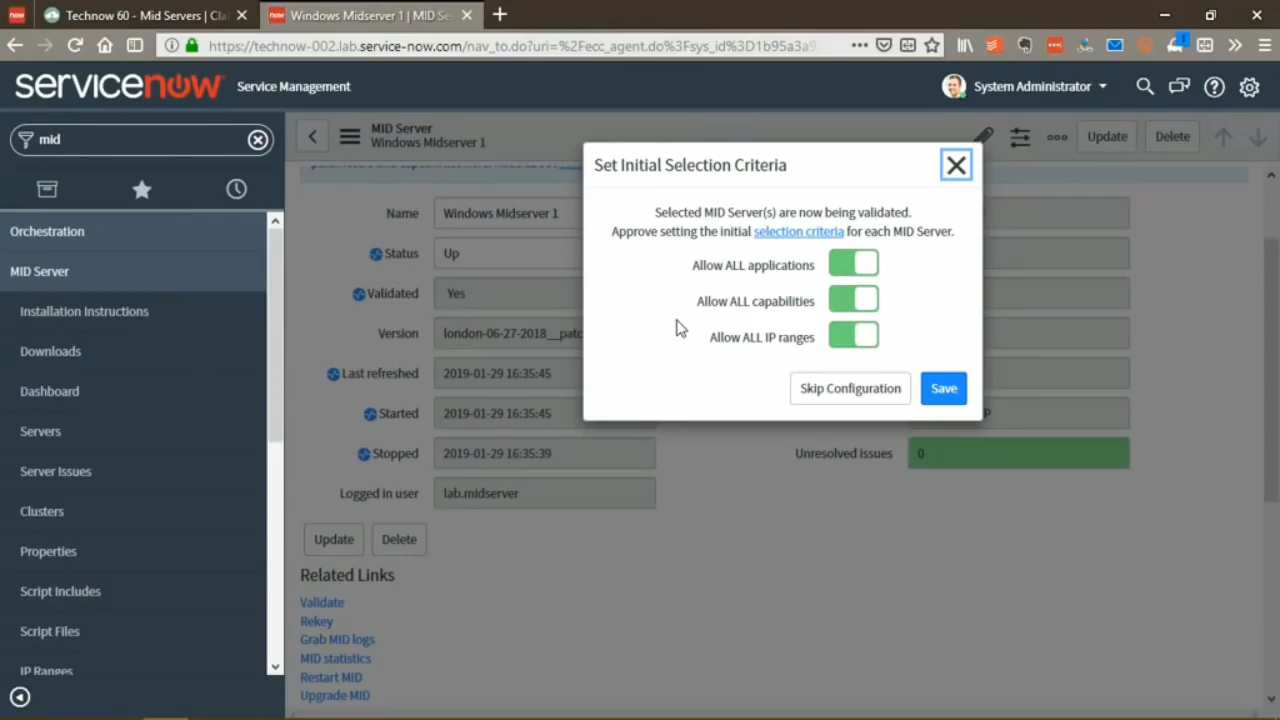 now
Technow 60 - Mid Servers | Cla
now
Windows Midserver 1 | MID Se
https://technow-002.lab.service-now.com/nav_to.do?uri=%2Fecc_agent.do%3Fsys_id%3D1b95a3a9
servicenow Service Management
System Administrator
mid
MID Server
Windows Midserver 1
Update
Delete
Orchestration
MID Server
Installation Instructions
Downloads
Dashboard
Servers
Server Issues
Clusters
Properties
Script Includes
Script Files
IP Ranges
Name
Windows Midserver 1
Status
Up
Validated
Yes
Version
london-06-27-2018__patc
Last refreshed
2019-01-29 16:35:45
Started
2019-01-29 16:35:45
Stopped
2019-01-29 16:35:39
Unresolved issues
0
Logged in user
lab.midserver
Update
Delete
Related Links
Validate
Rekey
Grab MID logs
MID statistics
Restart MID
Upgrade MID
Set Initial Selection Criteria
Selected MID Server(s) are now being validated.
Approve setting the initial selection criteria for each MID Server.
Allow ALL applications
Allow ALL capabilities
Allow ALL IP ranges
Skip Configuration
Save